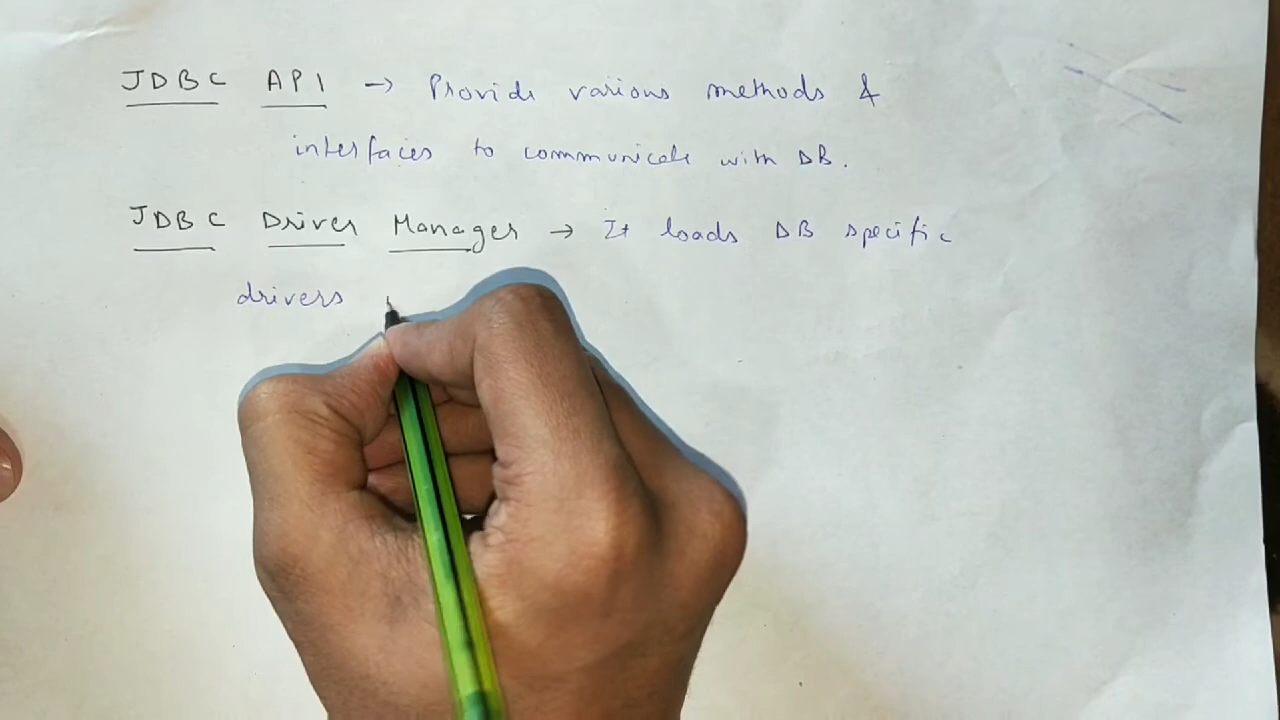 JDBC API → Provide various methods &
interfaces to communicate with DB.
JDBC Driver Manager → It loads DB specific
drivers